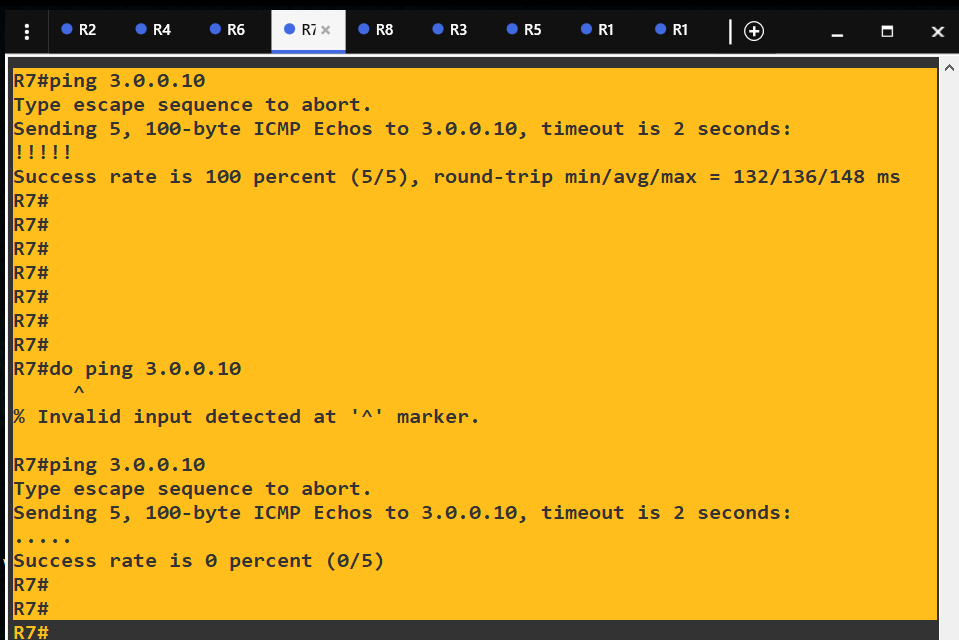 R2 R4 R6 R7 R8 R3 R5 R1 R1
R7#ping 3.0.0.10
Type escape sequence to abort.
Sending 5, 100-byte ICMP Echos to 3.0.0.10, timeout is 2 seconds:
!!!!!
Success rate is 100 percent (5/5), round-trip min/avg/max = 132/136/148 ms
R7#
R7#
R7#
R7#
R7#
R7#
R7#
R7#do ping 3.0.0.10
^
% Invalid input detected at '^' marker.
R7#ping 3.0.0.10
Type escape sequence to abort.
Sending 5, 100-byte ICMP Echos to 3.0.0.10, timeout is 2 seconds:
.....
Success rate is 0 percent (0/5)
R7#
R7#
R7#